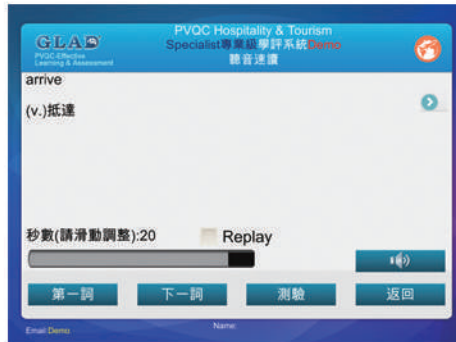 GLAD
PVQC-Effective
Learning & Assessment
PVQC Hospitality & Tourism
Specialist專業級學評系統Demo
聽音速讀
arrive
(v.)抵達
秒數(請滑動調整):20
Replay
第一詞
下一詞
測驗
返回
Email:Demo
Name: